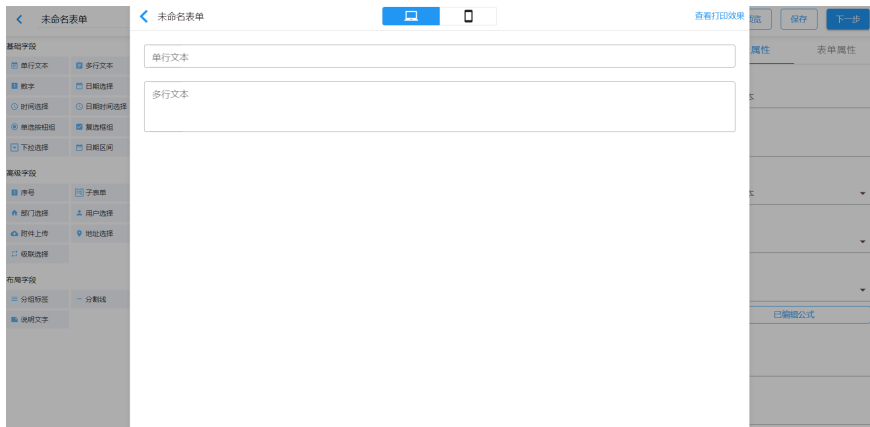 未命名表单
基础字段
单行文本 多行文本
数字 日期选择
时间选择 日期时间选择
单选按钮组 复选框组
下拉选择 日期区间
高级字段
序号 子表单
部门选择 用户选择
附件上传 地址选择
级联选择
布局字段
分组标签 分割线
说明文字
未命名表单
查看打印效果
单行文本
多行文本
保存 下一步
属性 表单属性
已编辑公式